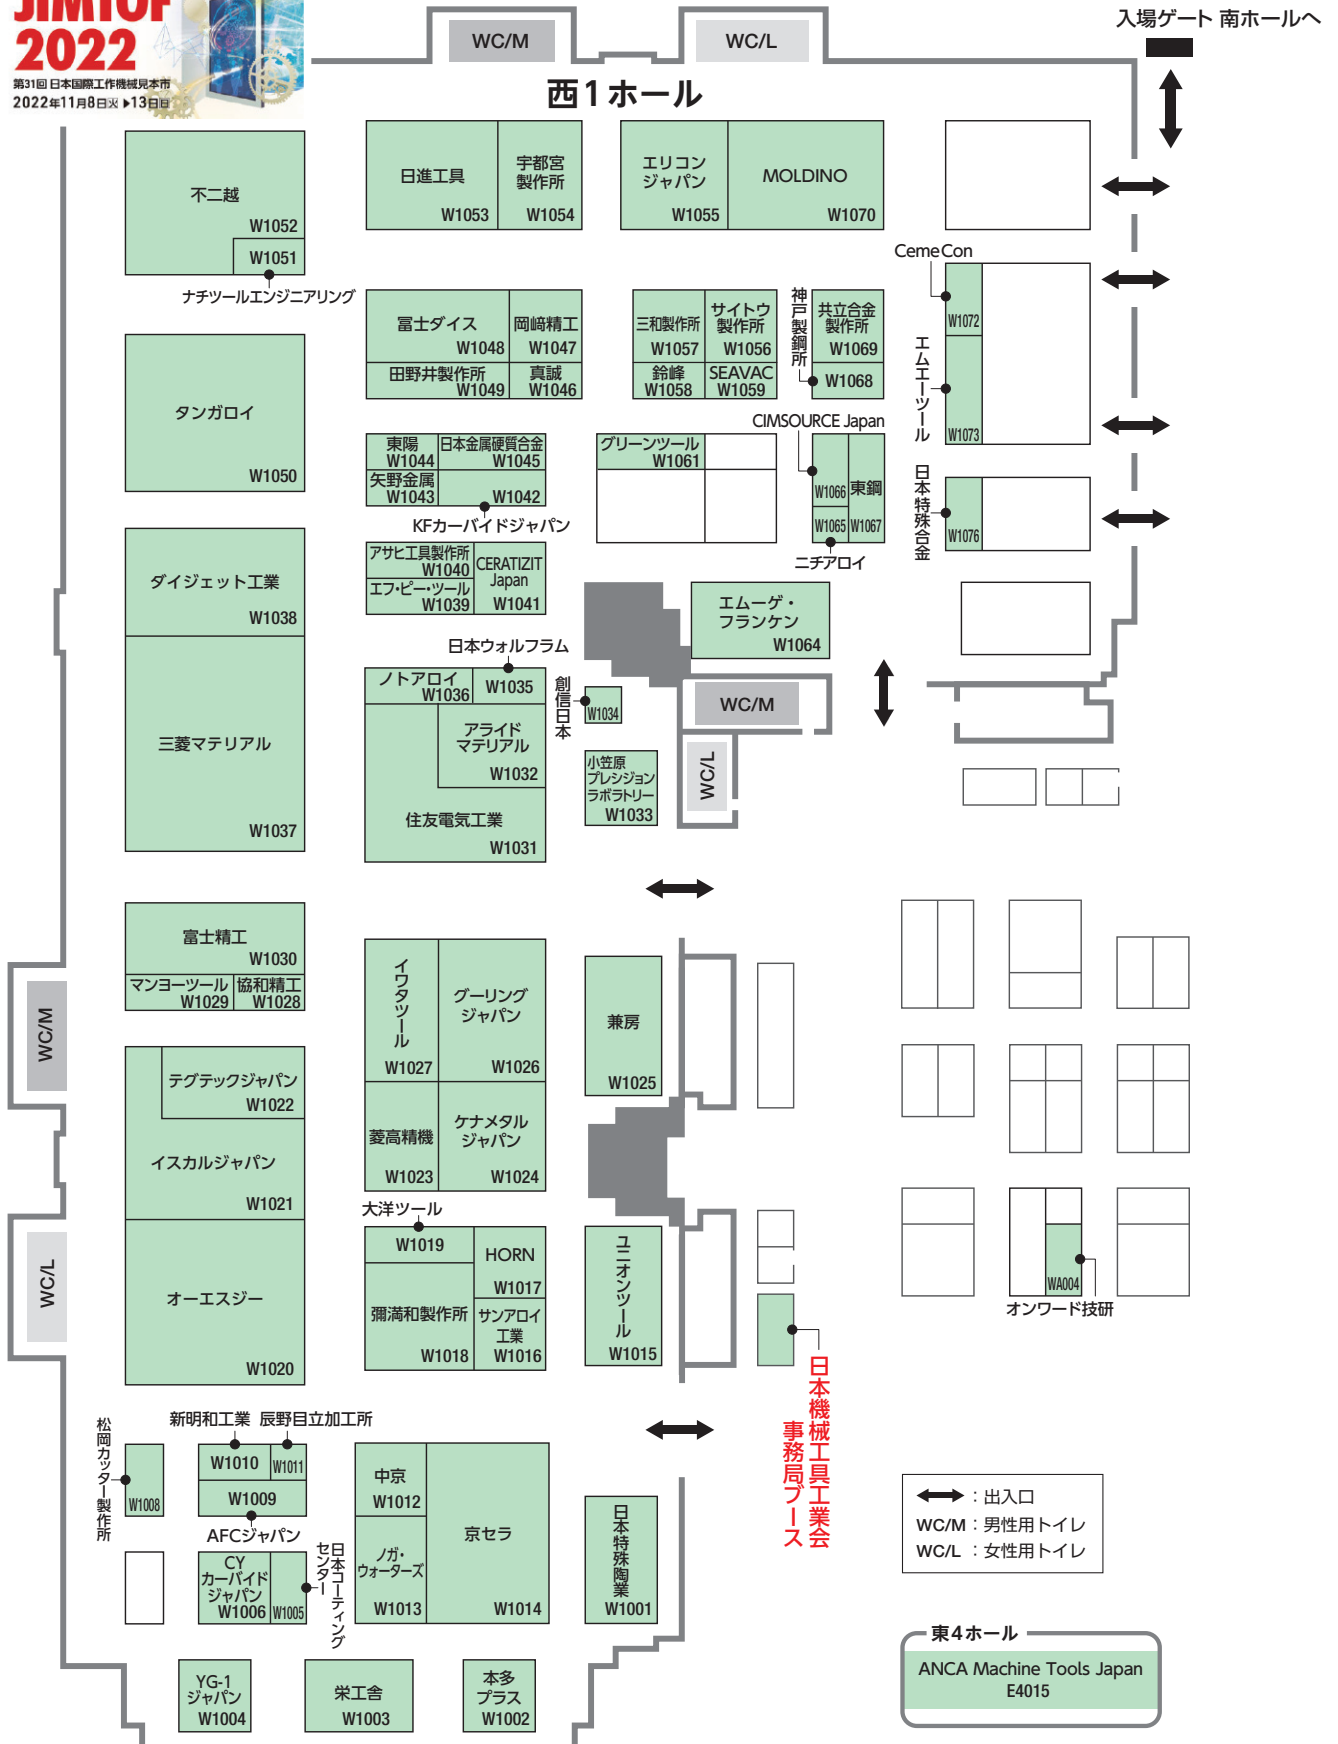 JIMTOF
2022
第31回 日本国際工作機械見本市
2022年11月8日火 ▶13日日
WC/M
WC/L
入場ゲート 南ホールへ
西1ホール
不二越
W1052
W1051
ナチツールエンジニアリング
日進工具
W1053
宇都宮
製作所
W1054
エリコン
ジャパン
W1055
MOLDINO
W1070
CemeCon
W1072
エムエーツール
W1073
冨士ダイス
W1048
岡﨑精工
W1047
田野井製作所
W1049
真誠
W1046
三和製作所
W1057
サイトウ
製作所
W1056
鈴峰
W1058
SEAVAC
W1059
神戸製鋼所
共立合金
製作所
W1069
W1068
タンガロイ
W1050
東陽
W1044
日本金属硬質合金
W1045
矢野金属
W1043
W1042
KFカーバイドジャパン
グリーンツール
W1061
CIMSOURCE Japan
W1066
東鋼
W1065
W1067
ニチアロイ
日本特殊合金
W1076
ダイジェット工業
W1038
アサヒ工具製作所
W1040
エフ・ピー・ツール
W1039
CERATIZIT
Japan
W1041
エムーゲ・
フランケン
W1064
三菱マテリアル
W1037
日本ウォルフラム
ノトアロイ
W1036
W1035
アライド
マテリアル
W1032
住友電気工業
W1031
創信日本
W1034
小笠原
プレシジョン
ラボラトリー
W1033
WC/M
WC/L
富士精工
W1030
マンヨーツール
W1029
協和精工
W1028
イワタツール
W1027
グーリング
ジャパン
W1026
兼房
W1025
WC/M
テグテックジャパン
W1022
イスカルジャパン
W1021
菱高精機
W1023
ケナメタル
ジャパン
W1024
WC/L
オーエスジー
W1020
大洋ツール
W1019
HORN
W1017
彌満和製作所
W1018
サンアロイ
工業
W1016
ユニオンツール
W1015
WA004
オンワード技研
日本機械工具工業会
事務局ブース
松岡カッター製作所
W1008
新明和工業
辰野目立加工所
W1010
W1011
W1009
AFCジャパン
CY
カーバイド
ジャパン
W1006
W1005
日本コーティング
センター
中京
W1012
ノガ・
ウォーターズ
W1013
京セラ
W1014
日本特殊陶業
W1001
：出入口
WC/M：男性用トイレ
WC/L：女性用トイレ
YG-1
ジャパン
W1004
栄工舎
W1003
本多
プラス
W1002
東4ホール
ANCA Machine Tools Japan
E4015